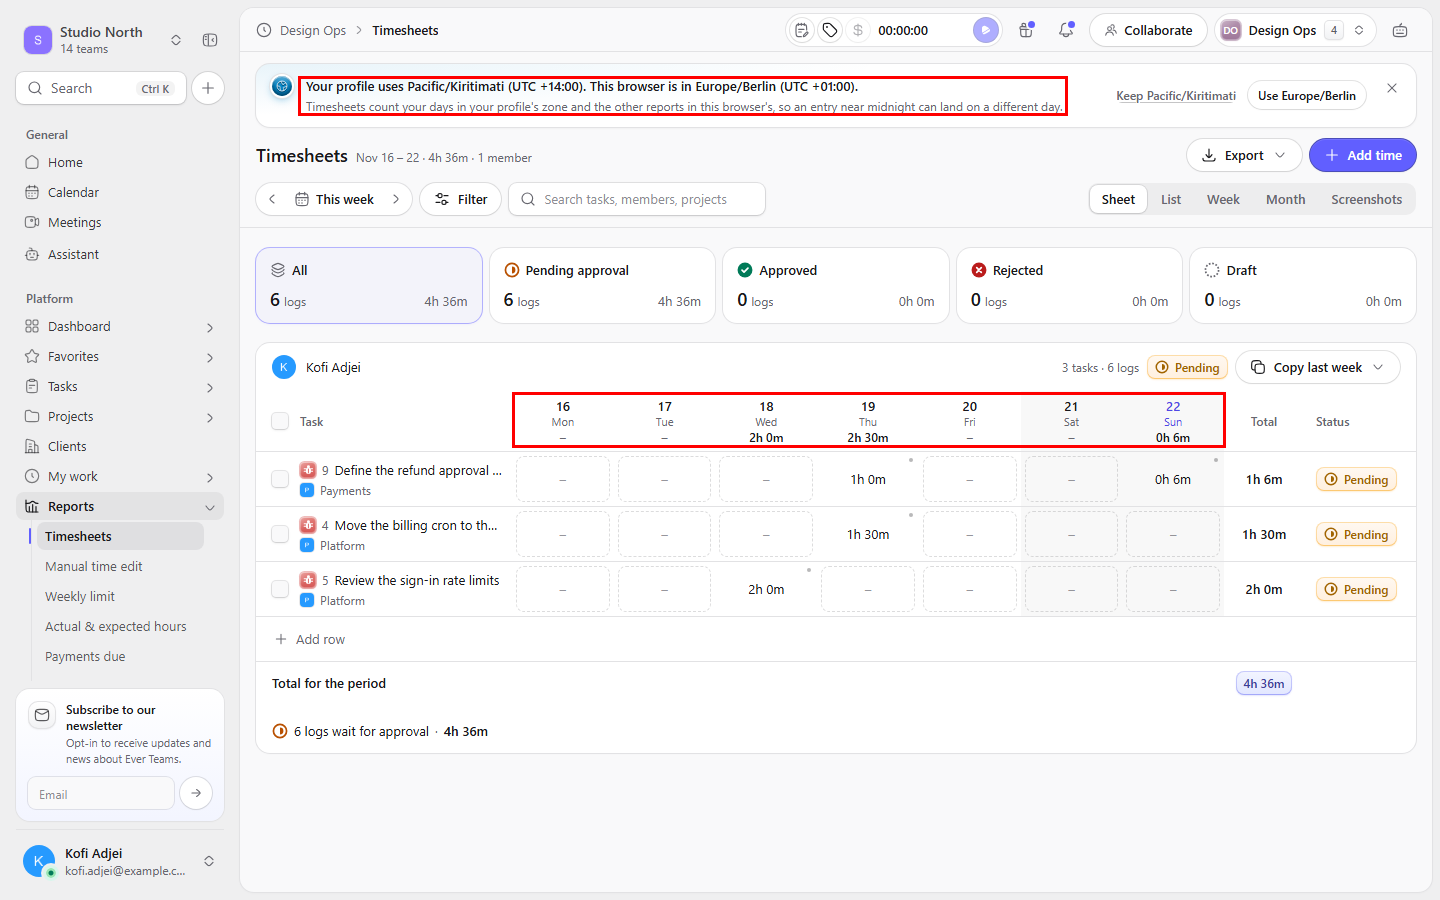 Studio North
14 teams
Search Ctrl K
General
Home
Calendar
Meetings
Assistant
Platform
Dashboard
Favorites
Tasks
Projects
Clients
My work
Reports
Timesheets
Manual time edit
Weekly limit
Actual & expected hours
Payments due
Subscribe to our
newsletter
Opt-in to receive updates and
news about Ever Teams.
Email
K
Kofi Adjei
kofi.adjei@example.c...
S
Design Ops > Timesheets
$ 00:00:00
Collaborate
DO Design Ops 4
Your profile uses Pacific/Kiritimati (UTC +14:00). This browser is in Europe/Berlin (UTC +01:00).
Timesheets count your days in your profile's zone and the other reports in this browser's, so an entry near midnight can land on a different day.
Keep Pacific/Kiritimati
Use Europe/Berlin
Timesheets Nov 16 – 22 · 4h 36m · 1 member
Export
Add time
This week
Filter
Search tasks, members, projects
Sheet List Week Month Screenshots
All
6 logs 4h 36m
Pending approval
6 logs 4h 36m
Approved
0 logs 0h 0m
Rejected
0 logs 0h 0m
Draft
0 logs 0h 0m
K Kofi Adjei
3 tasks · 6 logs Pending Copy last week
Task
16 17 18 19 20 21 22
Mon Tue Wed Thu Fri Sat Sun
– – 2h 0m 2h 30m – – 0h 6m
Total Status
9 Define the refund approval ...
P Payments
– – – 1h 0m – – 0h 6m 1h 6m Pending
4 Move the billing cron to th...
P Platform
– – – 1h 30m – – – 1h 30m Pending
5 Review the sign-in rate limits
P Platform
– – 2h 0m – – – – 2h 0m Pending
Add row
Total for the period 4h 36m
6 logs wait for approval · 4h 36m